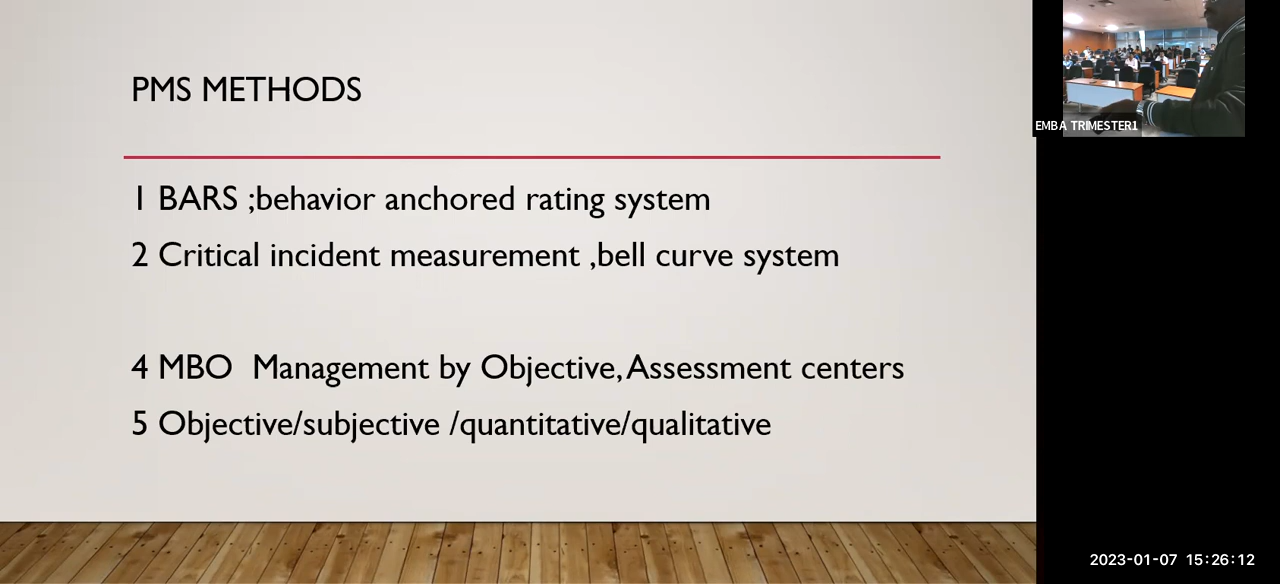 PMS METHODS
1 BARS ;behavior anchored rating system
2 Critical incident measurement ,bell curve system
4 MBO  Management by Objective,Assessment centers
5 Objective/subjective /quantitative/qualitative
EMBA TRIMESTER1
2023-01-07 15:26:12